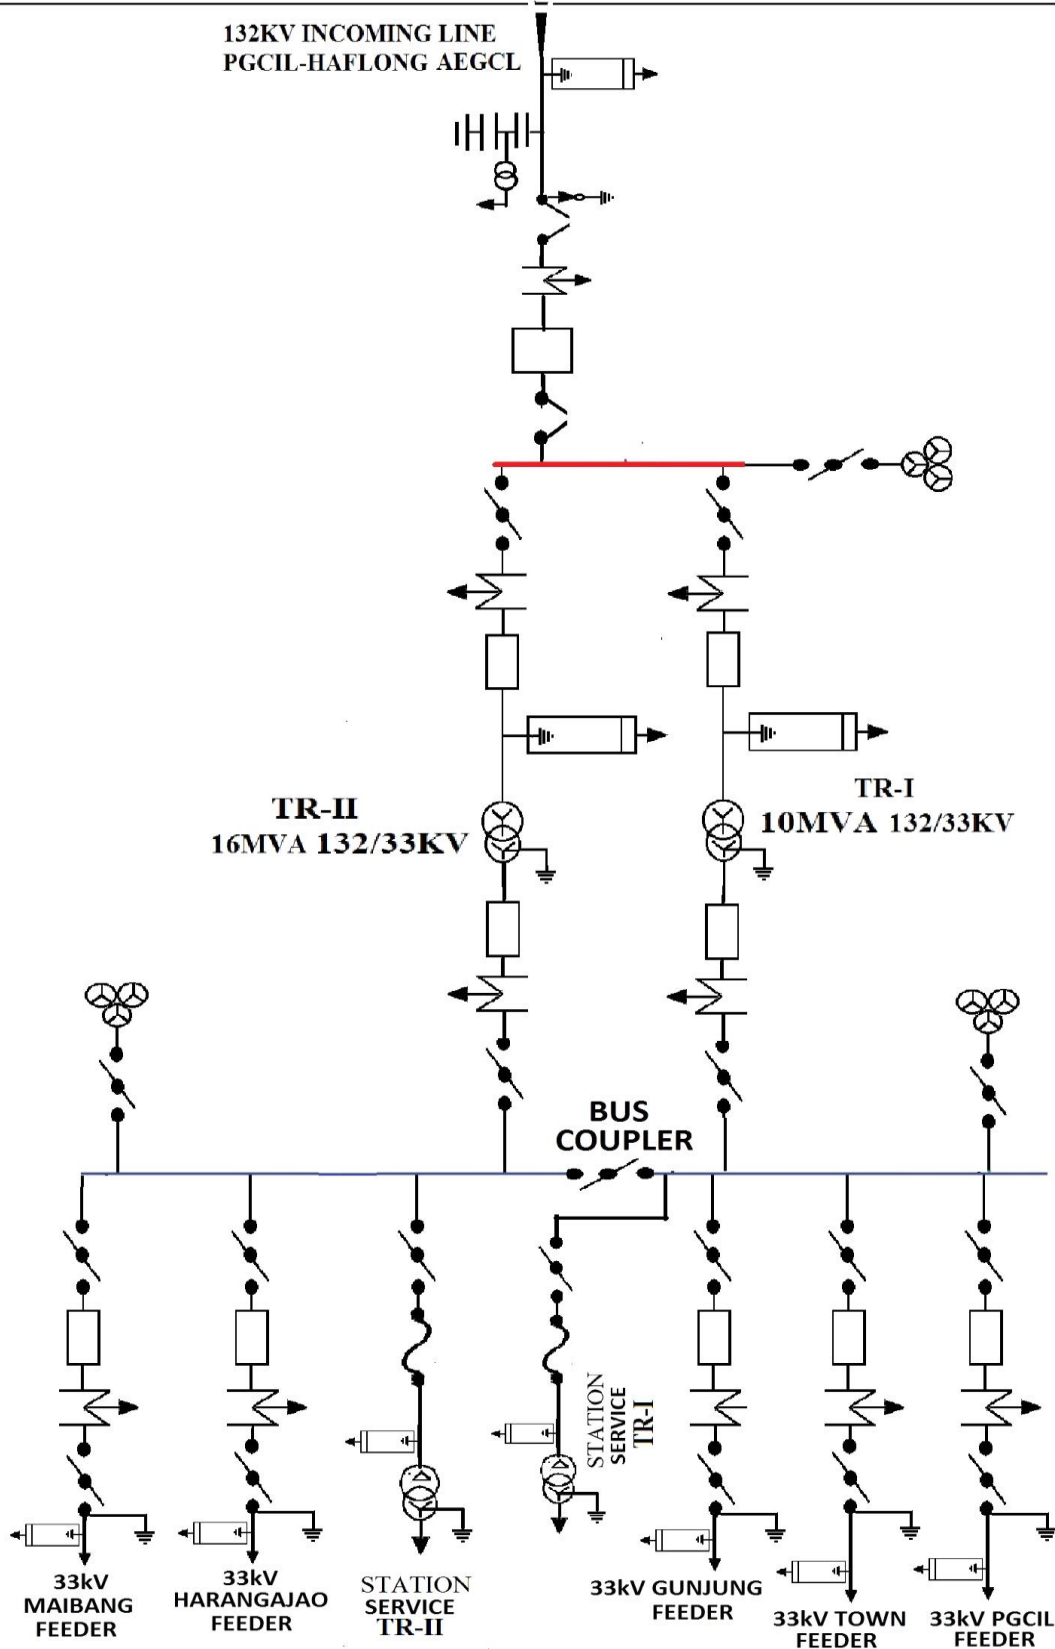 132KV INCOMING LINE
PGCIL-HAFLONG AEGCL
TR-II
16MVA 132/33KV
TR-I
10MVA 132/33KV
BUS
COUPLER
STATION
SERVICE
TR-I
33kV
MAIBANG
FEEDER
33kV
HARANGAJAO
FEEDER
STATION
SERVICE
TR-II
33kV GUNJUNG
FEEDER
33kV TOWN
FEEDER
33kV PGCIL
FEEDER